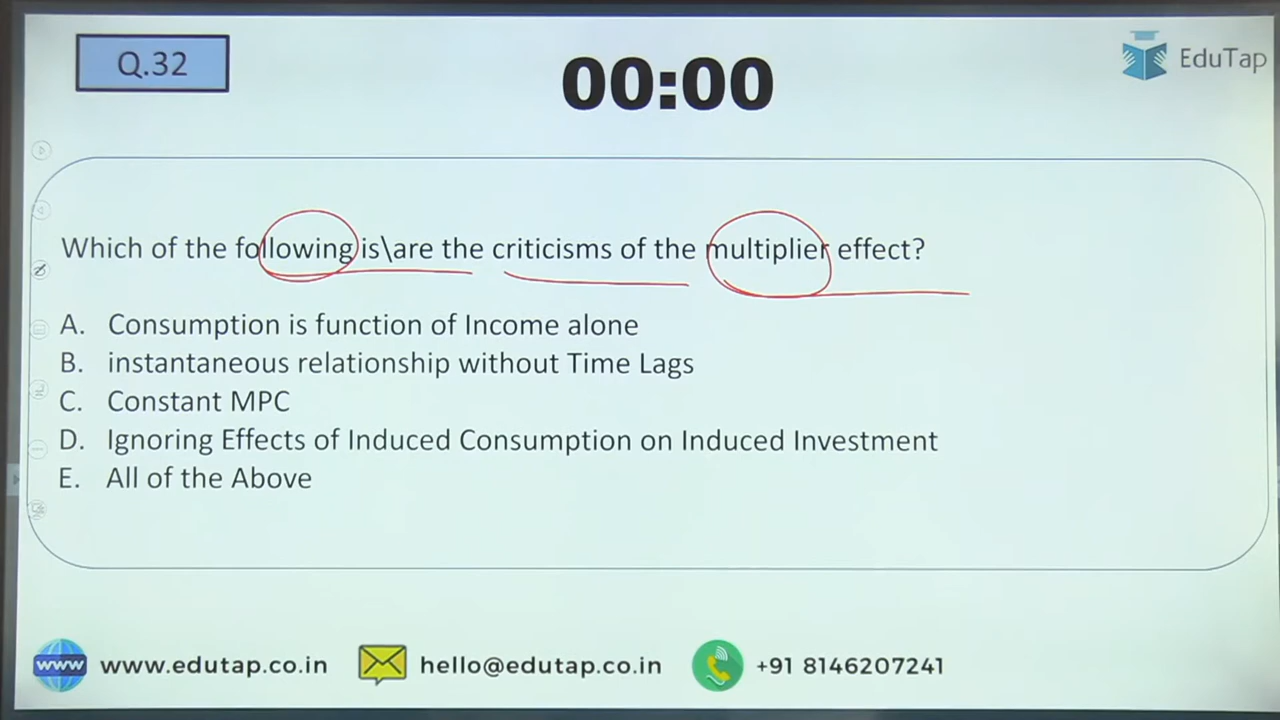 Q.32
00:00
EduTap
Which of the following is\are the criticisms of the multiplier effect?
A. Consumption is function of Income alone
B. instantaneous relationship without Time Lags
C. Constant MPC
D. Ignoring Effects of Induced Consumption on Induced Investment
E. All of the Above
www www.edutap.co.in hello@edutap.co.in +91 8146207241